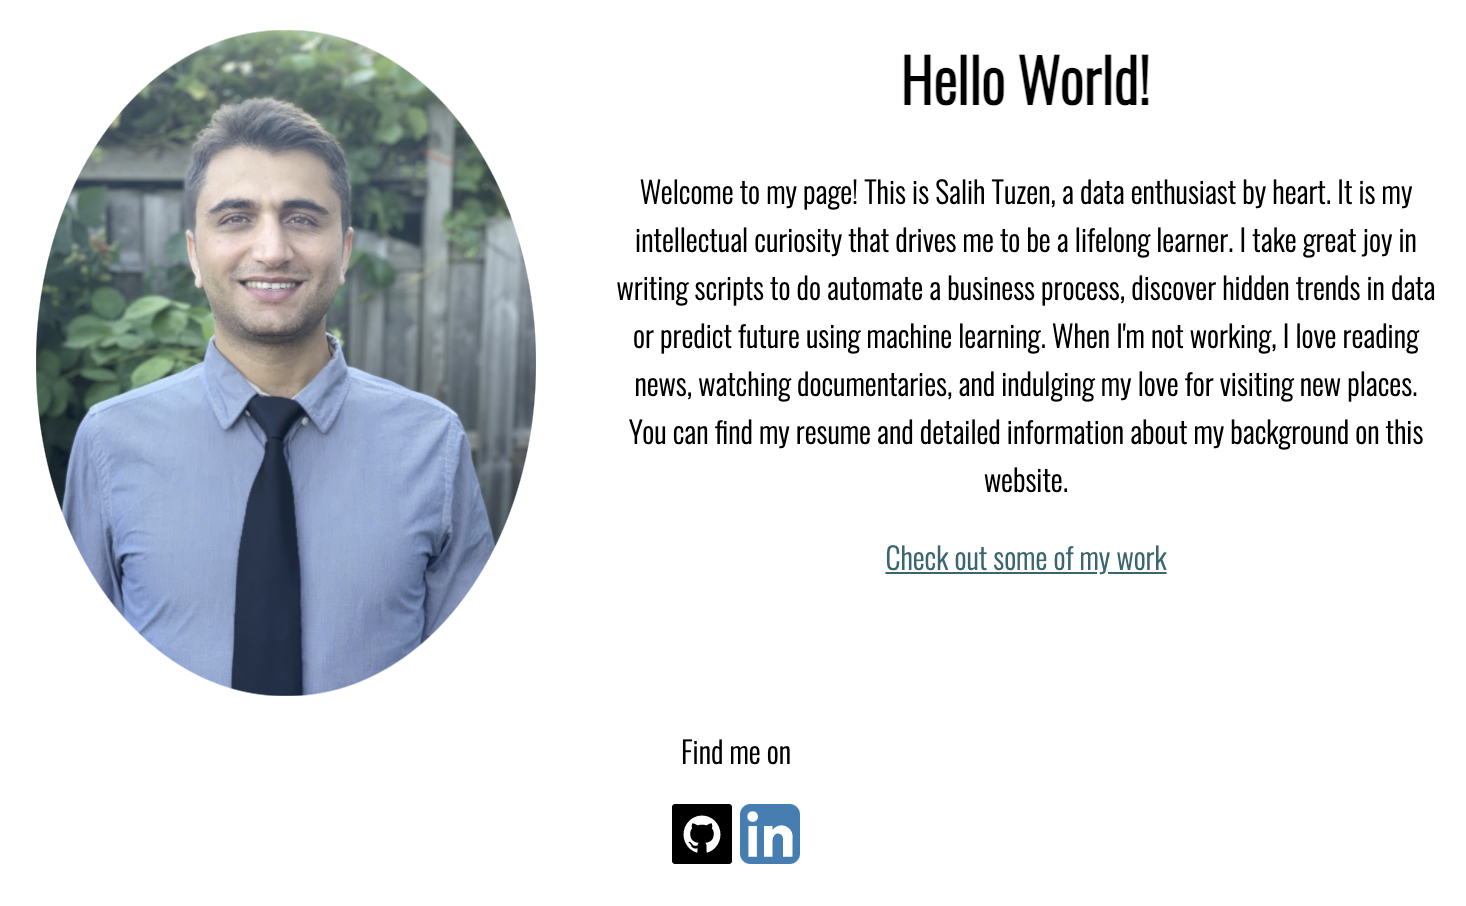 Hello World!
Welcome to my page! This is Salih Tuzen, a data enthusiast by heart. It is my
intellectual curiosity that drives me to be a lifelong learner. I take great joy in
writing scripts to do automate a business process, discover hidden trends in data
or predict future using machine learning. When I'm not working, I love reading
news, watching documentaries, and indulging my love for visiting new places.
You can find my resume and detailed information about my background on this
website.
Check out some of my work
Find me on
in